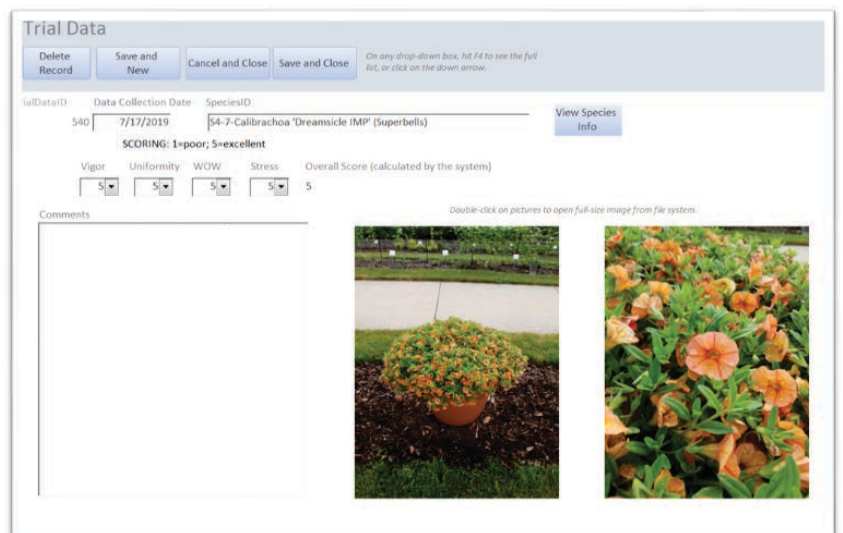 Trial Data
Delete Record
Save and New
Cancel and Close
Save and Close
On any drop-down box, hit F4 to see the full
list, or click on the down arrow.
ialDataID Data Collection Date SpeciesID
540 7/17/2019 S4-7-Calibrachoa 'Dreamsicle IMP' (Superbells)
View Species Info
SCORING: 1=poor; 5=excellent
Vigor Uniformity WOW Stress Overall Score (calculated by the system)
5 5 5 5 5
Comments
Double-click on pictures to open full-size image from file system.